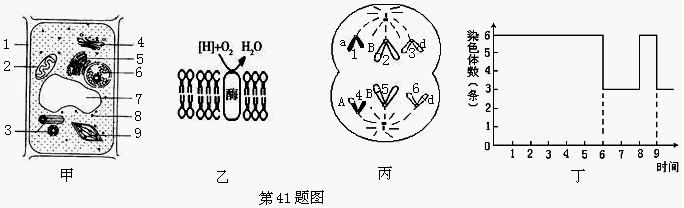 1
2
3
4
5
6
7
8
9
甲
[H]+O₂ H₂O
酶
乙
a 1 B 2 3 d
A 4 B 5 6 d
丙
染色体数(条)
6
5
4
3
2
1
0
1 2 3 4 5 6 7 8 9
时间
丁
第41题图